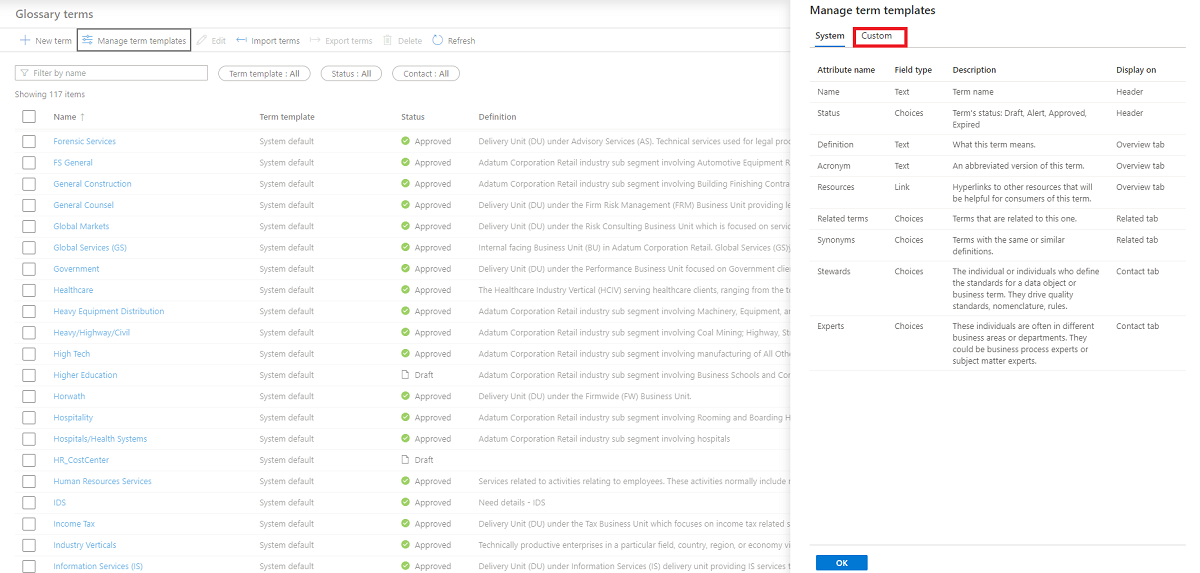 Glossary terms
New term Manage term templates Edit Import terms Export terms Delete Refresh
Filter by name Term template : All Status : All Contact : All
Showing 117 items
Name ↑ Term template Status Definition
Forensic Services System default Approved Delivery Unit (DU) under Advisory Services (AS). Technical services used for legal proc
FS General System default Approved Adatum Corporation Retail industry sub segment involving Automotive Equipment R
General Construction System default Approved Adatum Corporation Retail industry sub segment involving Building Finishing Contra
General Counsel System default Approved Delivery Unit (DU) under the Firm Risk Management (FRM) Business Unit providing le
Global Markets System default Approved Delivery Unit (DU) under the Risk Consulting Business Unit which is focused on servic
Global Services (GS) System default Approved Internal facing Business Unit (BU) in Adatum Corporation Retail. Global Services (GS)
Government System default Approved Delivery Unit (DU) under the Performance Business Unit focused on Government clie
Healthcare System default Approved The Healthcare Industry Vertical (HCIV) serving healthcare clients, ranging from the t
Heavy Equipment Distribution System default Approved Adatum Corporation Retail industry sub segment involving Machinery, Equipment, a
Heavy/Highway/Civil System default Approved Adatum Corporation Retail industry sub segment involving Coal Mining; Highway, St
High Tech System default Approved Adatum Corporation Retail industry sub segment involving manufacturing of All Oth
Higher Education System default Draft Adatum Corporation Retail industry sub segment involving Business Schools and Co
Horwath System default Approved Delivery Unit (DU) under the Firmwide (FW) Business Unit.
Hospitality System default Approved Adatum Corporation Retail industry sub segment involving Rooming and Boarding H
Hospitals/Health Systems System default Approved Adatum Corporation Retail industry sub segment involving hospitals
HR_CostCenter System default Draft
Human Resources Services System default Approved Services related to activities relating to employees. These activities normally include
IDS System default Approved Need details - IDS
Income Tax System default Approved Delivery Unit (DU) under the Tax Business Unit which focuses on income tax related s
Industry Verticals System default Approved Technically productive enterprises in a particular field, country, region, or economy vi
Information Services (IS) System default Approved Delivery Unit (DU) under Information Services (IS) delivery unit providing IS services t
Manage term templates
System Custom
Attribute name Field type Description Display on
Name Text Term name Header
Status Choices Term's status: Draft, Alert, Approved, Header
Expired
Definition Text What this term means. Overview tab
Acronym Text An abbreviated version of this term. Overview tab
Resources Link Hyperlinks to other resources that will Overview tab
be helpful for consumers of this term.
Related terms Choices Terms that are related to this one. Related tab
Synonyms Choices Terms with the same or similar Related tab
definitions.
Stewards Choices The individual or individuals who define Contact tab
the standards for a data object or
business term. They drive quality
standards, nomenclature, rules.
Experts Choices These individuals are often in different Contact tab
business areas or departments. They
could be business process experts or
subject matter experts.
OK